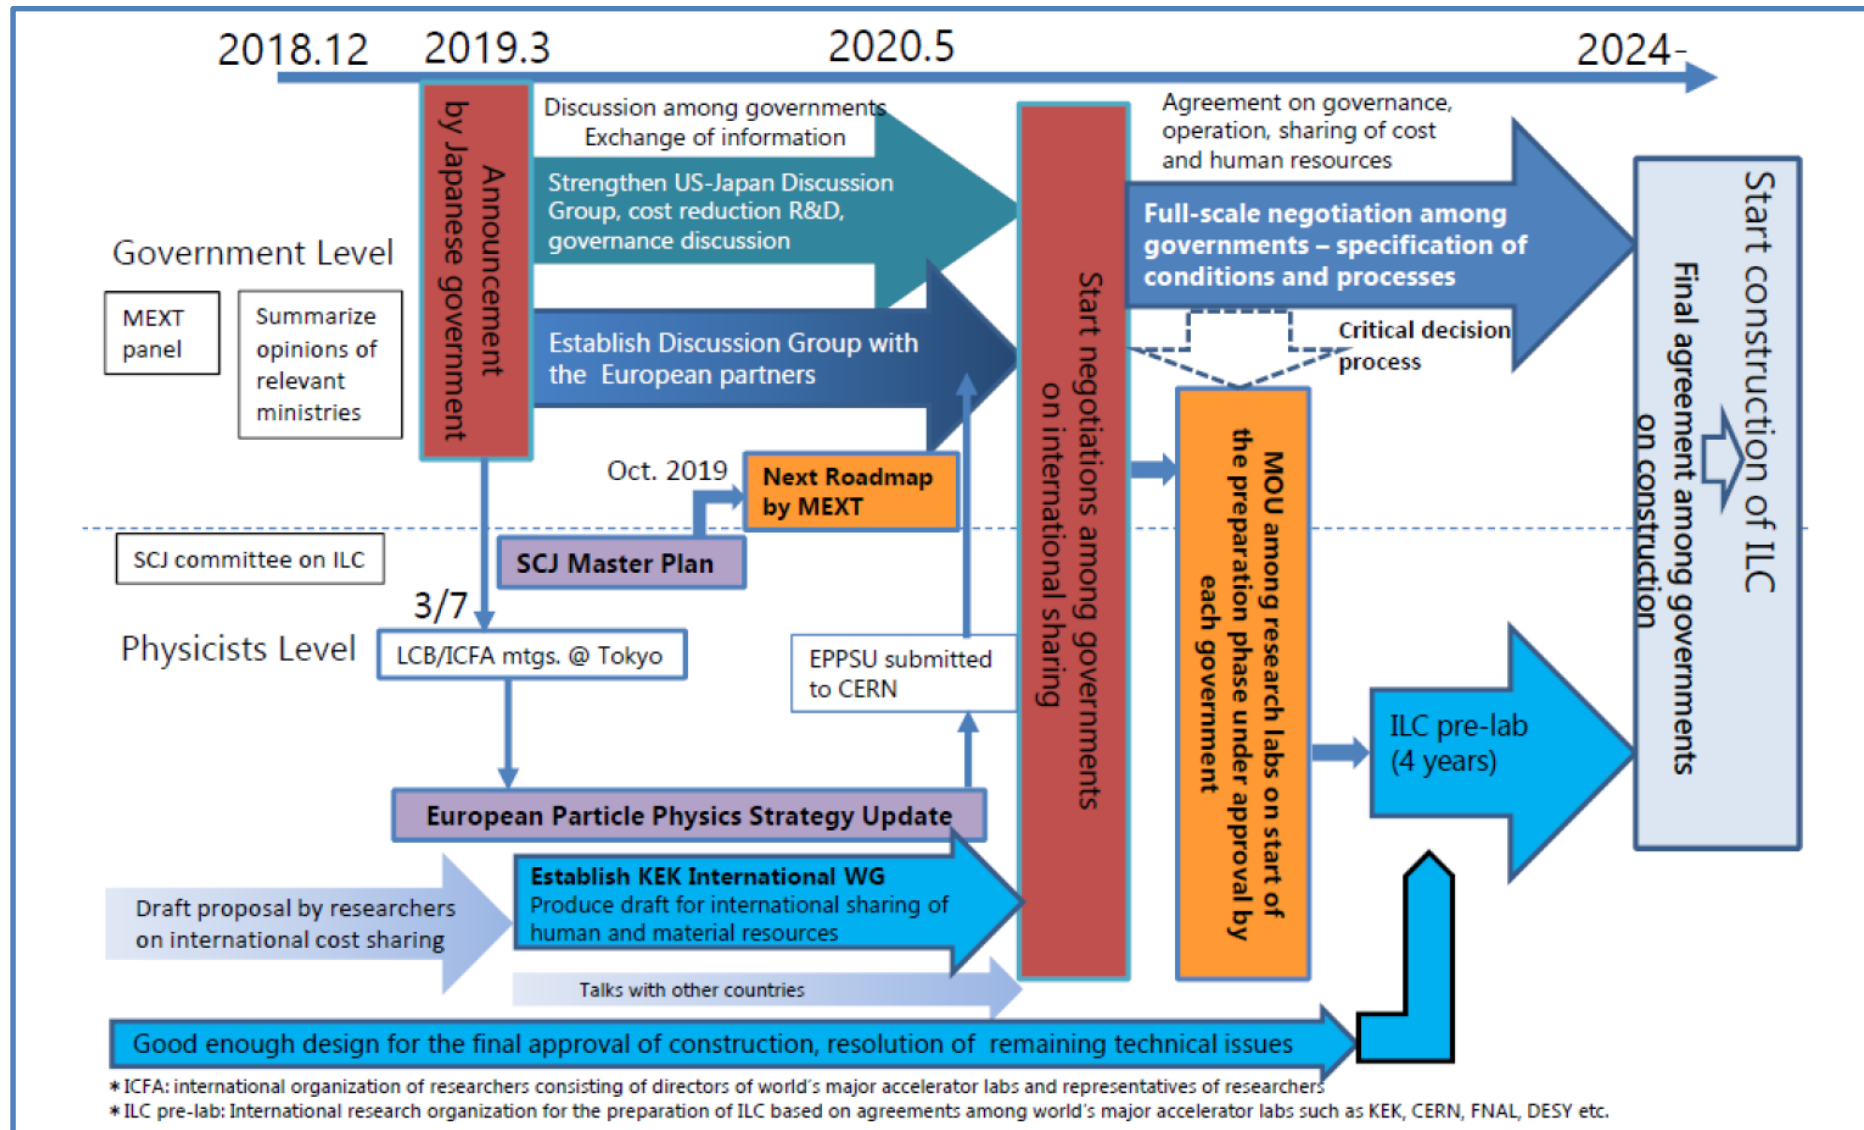 2018.12
2019.3
2020.5
2024-
Announcement
by Japanese government
Discussion among governments
Exchange of information
Strengthen US-Japan Discussion
Group, cost reduction R&D,
governance discussion
Agreement on governance,
operation, sharing of cost
and human resources
Full-scale negotiation among
governments – specification of
conditions and processes
Government Level
MEXT
panel
Summarize
opinions of
relevant
ministries
Establish Discussion Group with
the European partners
Critical decision
process
Start negotiations among governments
on international sharing
Start construction of ILC
Final agreement among governments
on construction
Oct. 2019
Next Roadmap
by MEXT
MOU among research labs on start of
the preparation phase under approval by
each government
SCJ committee on ILC
SCJ Master Plan
3/7
Physicists Level
LCB/ICFA mtgs. @ Tokyo
EPPSU submitted
to CERN
ILC pre-lab
(4 years)
European Particle Physics Strategy Update
Draft proposal by researchers
on international cost sharing
Establish KEK International WG
Produce draft for international sharing of
human and material resources
Talks with other countries
Good enough design for the final approval of construction, resolution of remaining technical issues
* ICFA: international organization of researchers consisting of directors of world's major accelerator labs and representatives of researchers
* ILC pre-lab: International research organization for the preparation of ILC based on agreements among world's major accelerator labs such as KEK, CERN, FNAL, DESY etc.